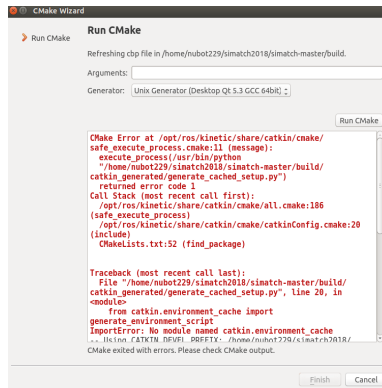 CMake Wizard
Run CMake
Run CMake
Refreshing cbp file in /home/nubot229/simatch2018/simatch-master/build.
Arguments:
Generator: Unix Generator (Desktop Qt 5.3 GCC 64bit)
Run CMake
CMake Error at /opt/ros/kinetic/share/catkin/cmake/
safe_execute_process.cmake:11 (message):
execute_process(/usr/bin/python
"/home/nubot229/simatch2018/simatch-master/build/
catkin_generated/generate_cached_setup.py")
returned error code 1
Call Stack (most recent call first):
/opt/ros/kinetic/share/catkin/cmake/all.cmake:186
(safe_execute_process)
/opt/ros/kinetic/share/catkin/cmake/catkinConfig.cmake:20
(include)
CMakeLists.txt:52 (find_package)
Traceback (most recent call last):
File "/home/nubot229/simatch2018/simatch-master/build/
catkin_generated/generate_cached_setup.py", line 20, in
<module>
from catkin.environment_cache import
generate_environment_script
ImportError: No module named catkin.environment_cache
-- Using CATKIN_DEVEL_PREFIX: /home/nubot229/simatch2018/
CMake exited with errors. Please check CMake output.
Finish
Cancel